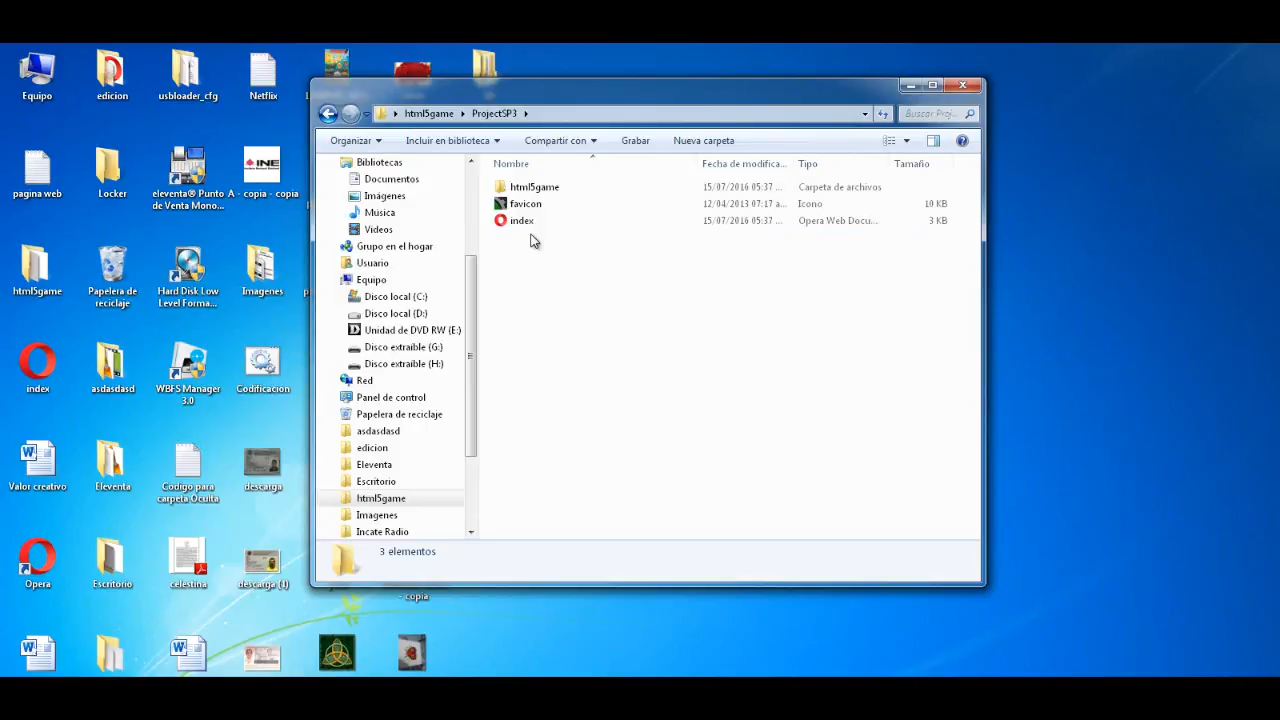 html5game ProjectSP3
Buscar Proj...
Organizar
Incluir en biblioteca
Compartir con
Grabar
Nueva carpeta
Bibliotecas
Documentos
Imágenes
Música
Videos
Grupo en el hogar
Usuario
Equipo
Disco local (C:)
Disco local (D:)
Unidad de DVD RW (E:)
Disco extraíble (G:)
Disco extraíble (H:)
Red
Panel de control
Papelera de reciclaje
asdasdasd
edicion
Eleventa
Escritorio
html5game
Imagenes
Incate Radio
Nombre Fecha de modifica... Tipo Tamaño
html5game 15/07/2016 05:37 ... Carpeta de archivos
favicon 12/04/2013 07:17 a... Icono 10 KB
index 15/07/2016 05:37 ... Opera Web Docu... 3 KB
3 elementos
Equipo
edicion
usbloader_cfg
Netflix
pagina web
Locker
eleventa® Punto
de Venta Mono...
INE
A - copia - copia
html5game
Papelera de
reciclaje
Hard Disk Low
Level Forma...
Imagenes
index
asdasdasd
WBFS Manager
3.0
Codificacion
Valor creativo
Eleventa
Codigo para
carpeta Oculta
descarga
Opera
Escritorio
celestina
descarga (1)
- copia